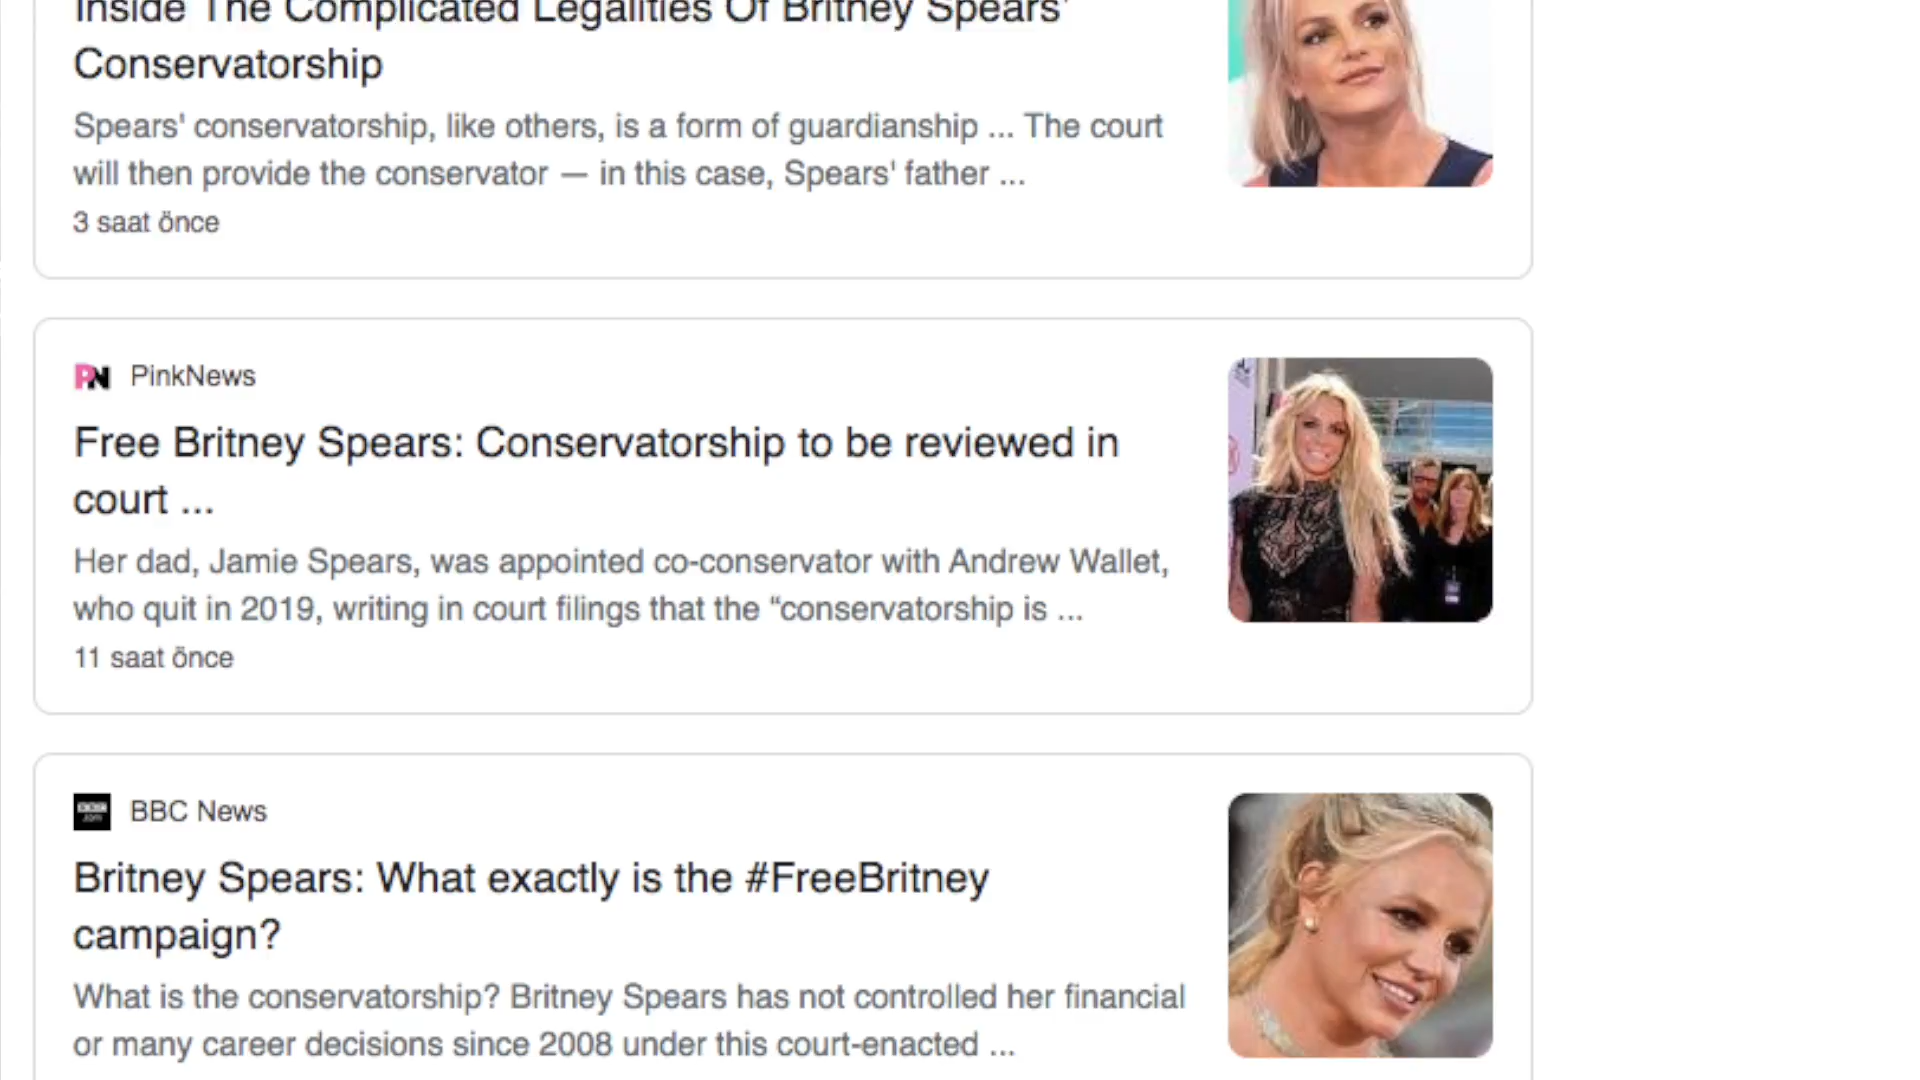 Inside The Complicated Legalities Of Britney Spears'
Conservatorship
Spears' conservatorship, like others, is a form of guardianship ... The court
will then provide the conservator — in this case, Spears' father ...
3 saat önce
PN PinkNews
Free Britney Spears: Conservatorship to be reviewed in
court ...
Her dad, Jamie Spears, was appointed co-conservator with Andrew Wallet,
who quit in 2019, writing in court filings that the “conservatorship is ...
11 saat önce
BBC News
Britney Spears: What exactly is the #FreeBritney
campaign?
What is the conservatorship? Britney Spears has not controlled her financial
or many career decisions since 2008 under this court-enacted ...